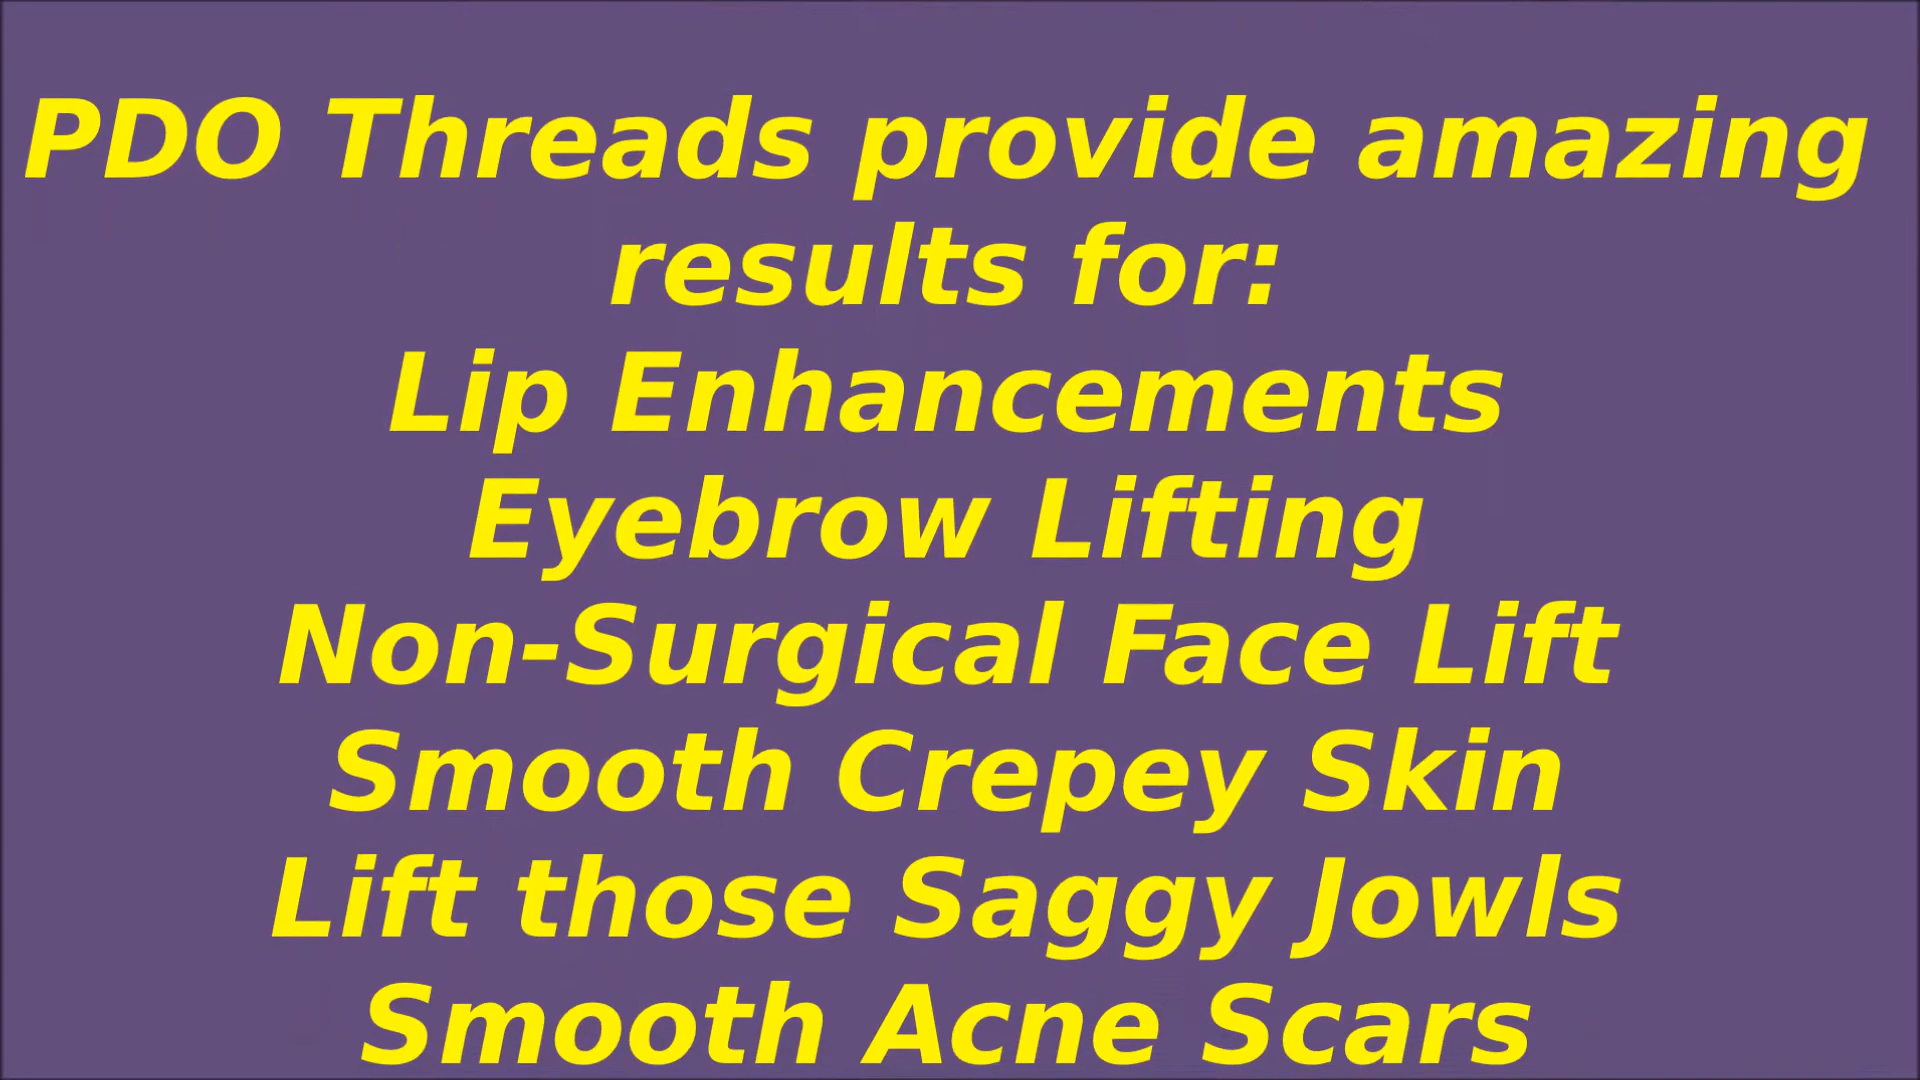 PDO Threads provide amazing
results for:
Lip Enhancements
Eyebrow Lifting
Non-Surgical Face Lift
Smooth Crepey Skin
Lift those Saggy Jowls
Smooth Acne Scars